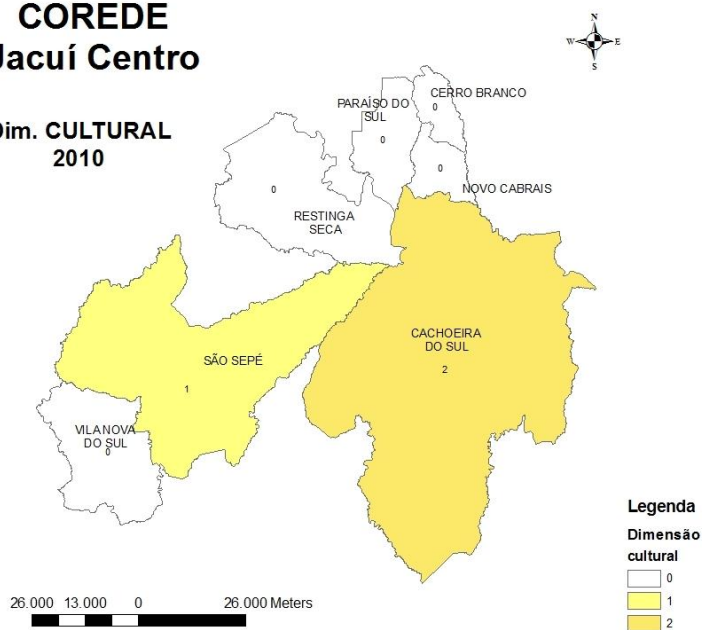 COREDE
Jacuí Centro
Dim. CULTURAL
2010
N
W
E
S
PARAÍSO DO
SUL
0
CERRO BRANCO
0
0
NOVO CABRAIS
0
RESTINGA
SECA
CACHOEIRA
DO SUL
2
SÃO SEPÉ
1
VILA NOVA
DO SUL
0
Legenda
Dimensão
cultural
0
1
2
26.000 13.000 0 26.000 Meters